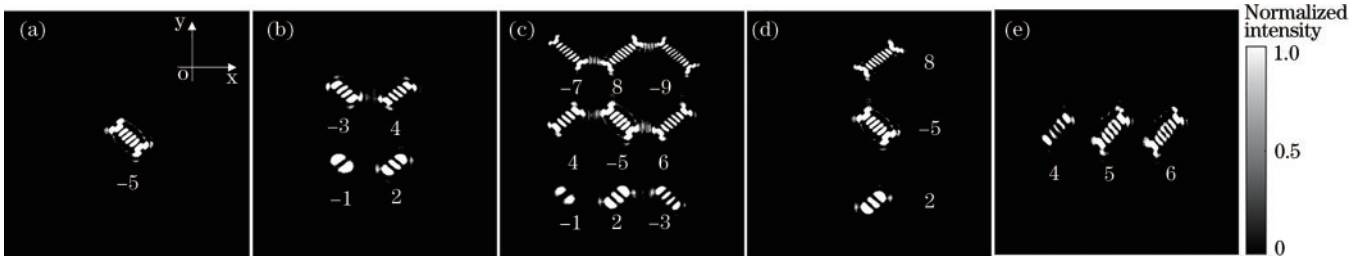 (a)
y
o
x
−5
(b)
−3 4
−1 2
(c)
−7 8 −9
4 −5 6
−1 2 −3
(d)
8
−5
2
(e)
4 5 6
Normalized
intensity
1.0
0.5
0